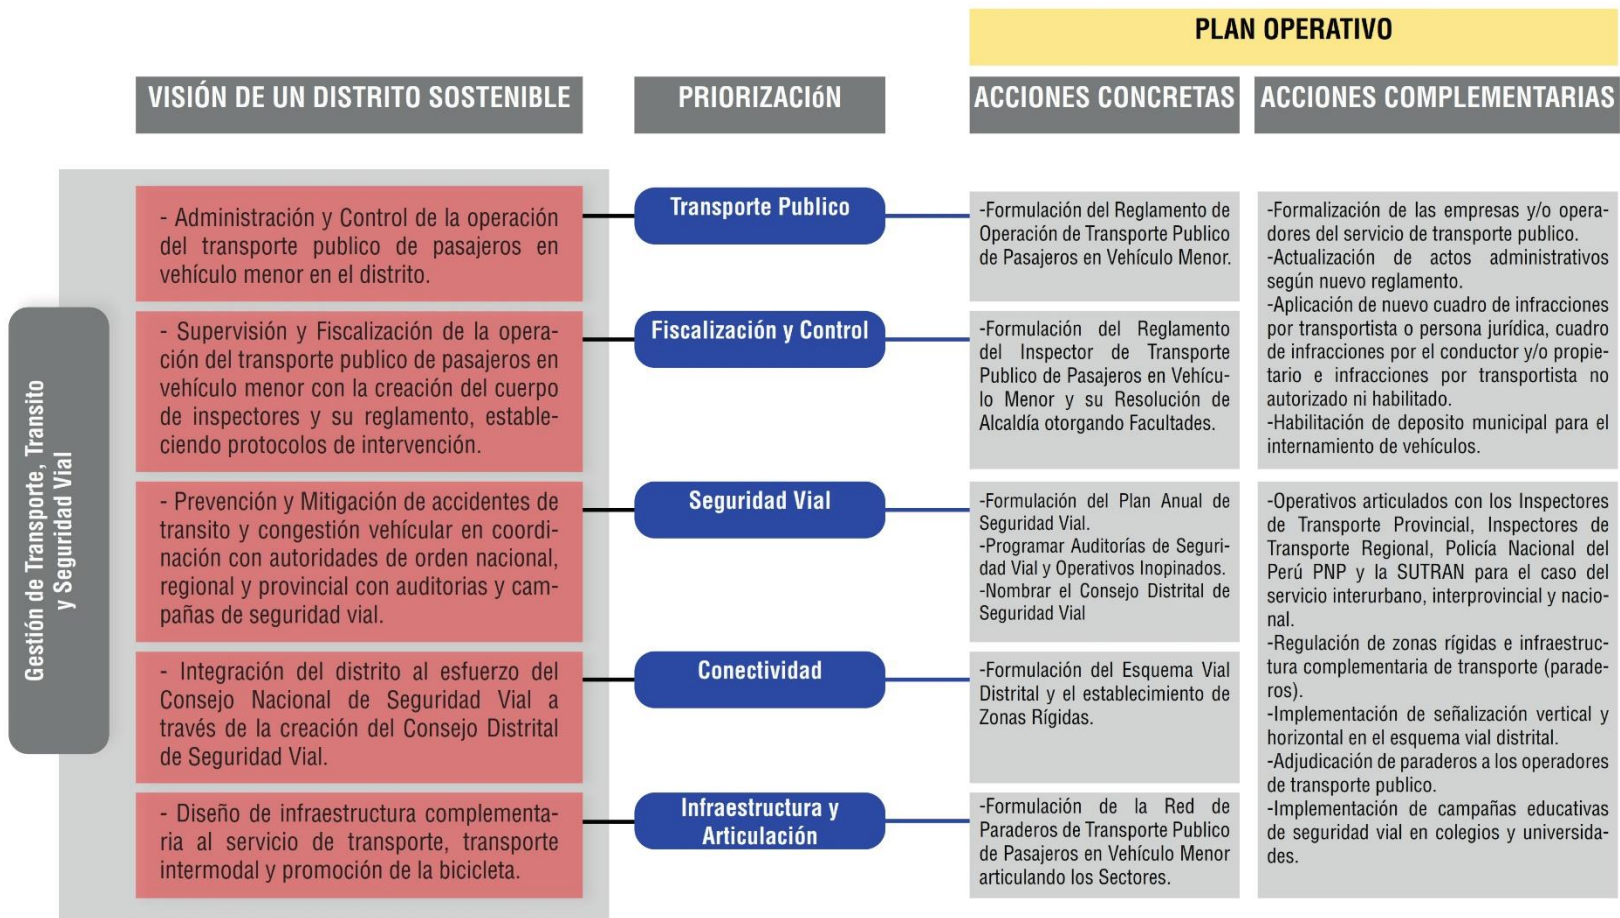 PLAN OPERATIVO
VISIÓN DE UN DISTRITO SOSTENIBLE
PRIORIZACIóN
ACCIONES CONCRETAS
ACCIONES COMPLEMENTARIAS
Gestión de Transporte, Transito
y Seguridad Vial
- Administración y Control de la operación
del transporte publico de pasajeros en
vehículo menor en el distrito.
Transporte Publico
-Formulación del Reglamento de
Operación de Transporte Publico
de Pasajeros en Vehículo Menor.
- Supervisión y Fiscalización de la opera-
ción del transporte publico de pasajeros en
vehículo menor con la creación del cuerpo
de inspectores y su reglamento, estable-
ciendo protocolos de intervención.
Fiscalización y Control
-Formulación del Reglamento
del Inspector de Transporte
Publico de Pasajeros en Vehícu-
lo Menor y su Resolución de
Alcaldía otorgando Facultades.
-Formalización de las empresas y/o opera-
dores del servicio de transporte publico.
-Actualización de actos administrativos
según nuevo reglamento.
-Aplicación de nuevo cuadro de infracciones
por transportista o persona jurídica, cuadro
de infracciones por el conductor y/o propie-
tario e infracciones por transportista no
autorizado ni habilitado.
-Habilitación de deposito municipal para el
internamiento de vehículos.
- Prevención y Mitigación de accidentes de
transito y congestión vehícular en coordi-
nación con autoridades de orden nacional,
regional y provincial con auditorias y cam-
pañas de seguridad vial.
Seguridad Vial
-Formulación del Plan Anual de
Seguridad Vial.
-Programar Auditorías de Seguri-
dad Vial y Operativos Inopinados.
-Nombrar el Consejo Distrital de
Seguridad Vial
- Integración del distrito al esfuerzo del
Consejo Nacional de Seguridad Vial a
través de la creación del Consejo Distrital
de Seguridad Vial.
Conectividad
-Formulación del Esquema Vial
Distrital y el establecimiento de
Zonas Rígidas.
- Diseño de infraestructura complementa-
ria al servicio de transporte, transporte
intermodal y promoción de la bicicleta.
Infraestructura y
Articulación
-Formulación de la Red de
Paraderos de Transporte Publico
de Pasajeros en Vehículo Menor
articulando los Sectores.
-Operativos articulados con los Inspectores
de Transporte Provincial, Inspectores de
Transporte Regional, Policía Nacional del
Perú PNP y la SUTRAN para el caso del
servicio interurbano, interprovincial y nacio-
nal.
-Regulación de zonas rígidas e infraestruc-
tura complementaria de transporte (parade-
ros).
-Implementación de señalización vertical y
horizontal en el esquema vial distrital.
-Adjudicación de paraderos a los operadores
de transporte publico.
-Implementación de campañas educativas
de seguridad vial en colegios y universida-
des.